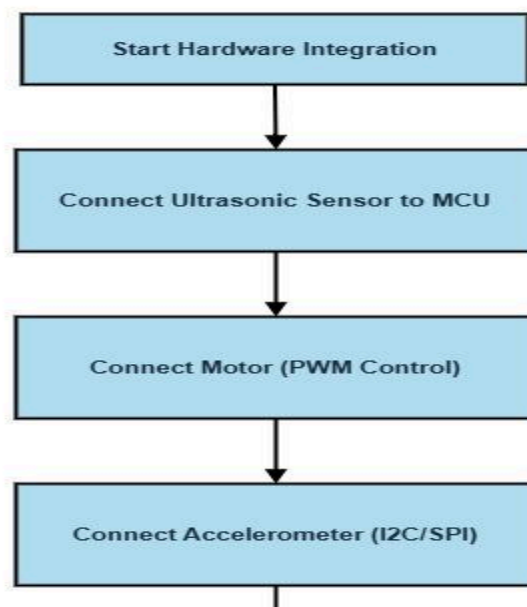 Start Hardware Integration
Connect Ultrasonic Sensor to MCU
Connect Motor (PWM Control)
Connect Accelerometer (I2C/SPI)